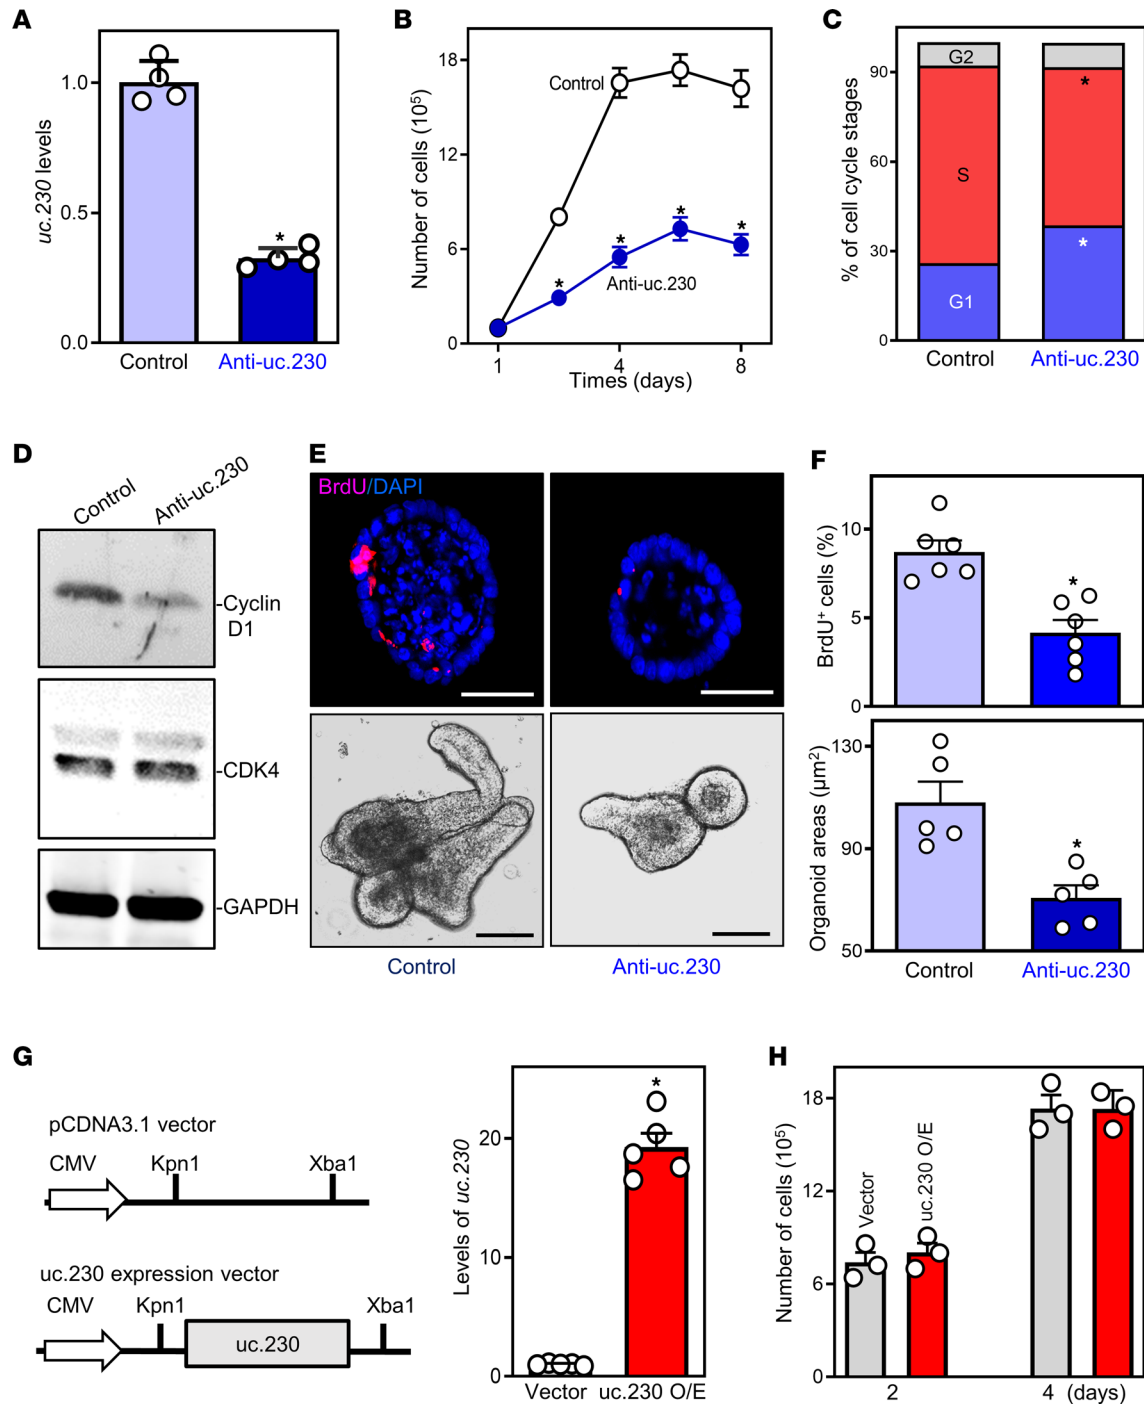 A
uc.230 levels
1.0
0.5
0.0
*
Control
Anti-uc.230
B
Number of cells (10⁵)
18
12
6
0
Control
Anti-uc.230
*
*
*
*
1
4
8
Times (days)
C
% of cell cycle stages
90
60
30
0
G2
S
G1
*
*
Control
Anti-uc.230
D
Control
Anti-uc.230
-Cyclin
D1
-CDK4
-GAPDH
E
BrdU/DAPI
Control
Anti-uc.230
F
BrdU⁺ cells (%)
10
5
0
*
Organoid areas (µm²)
130
90
50
*
Control
Anti-uc.230
G
pCDNA3.1 vector
CMV
Kpn1
Xba1
uc.230 expression vector
CMV
Kpn1
Xba1
uc.230
Levels of uc.230
20
10
0
*
Vector
uc.230 O/E
H
Number of cells (10⁵)
18
12
6
0
Vector
uc.230 O/E
2
4
(days)